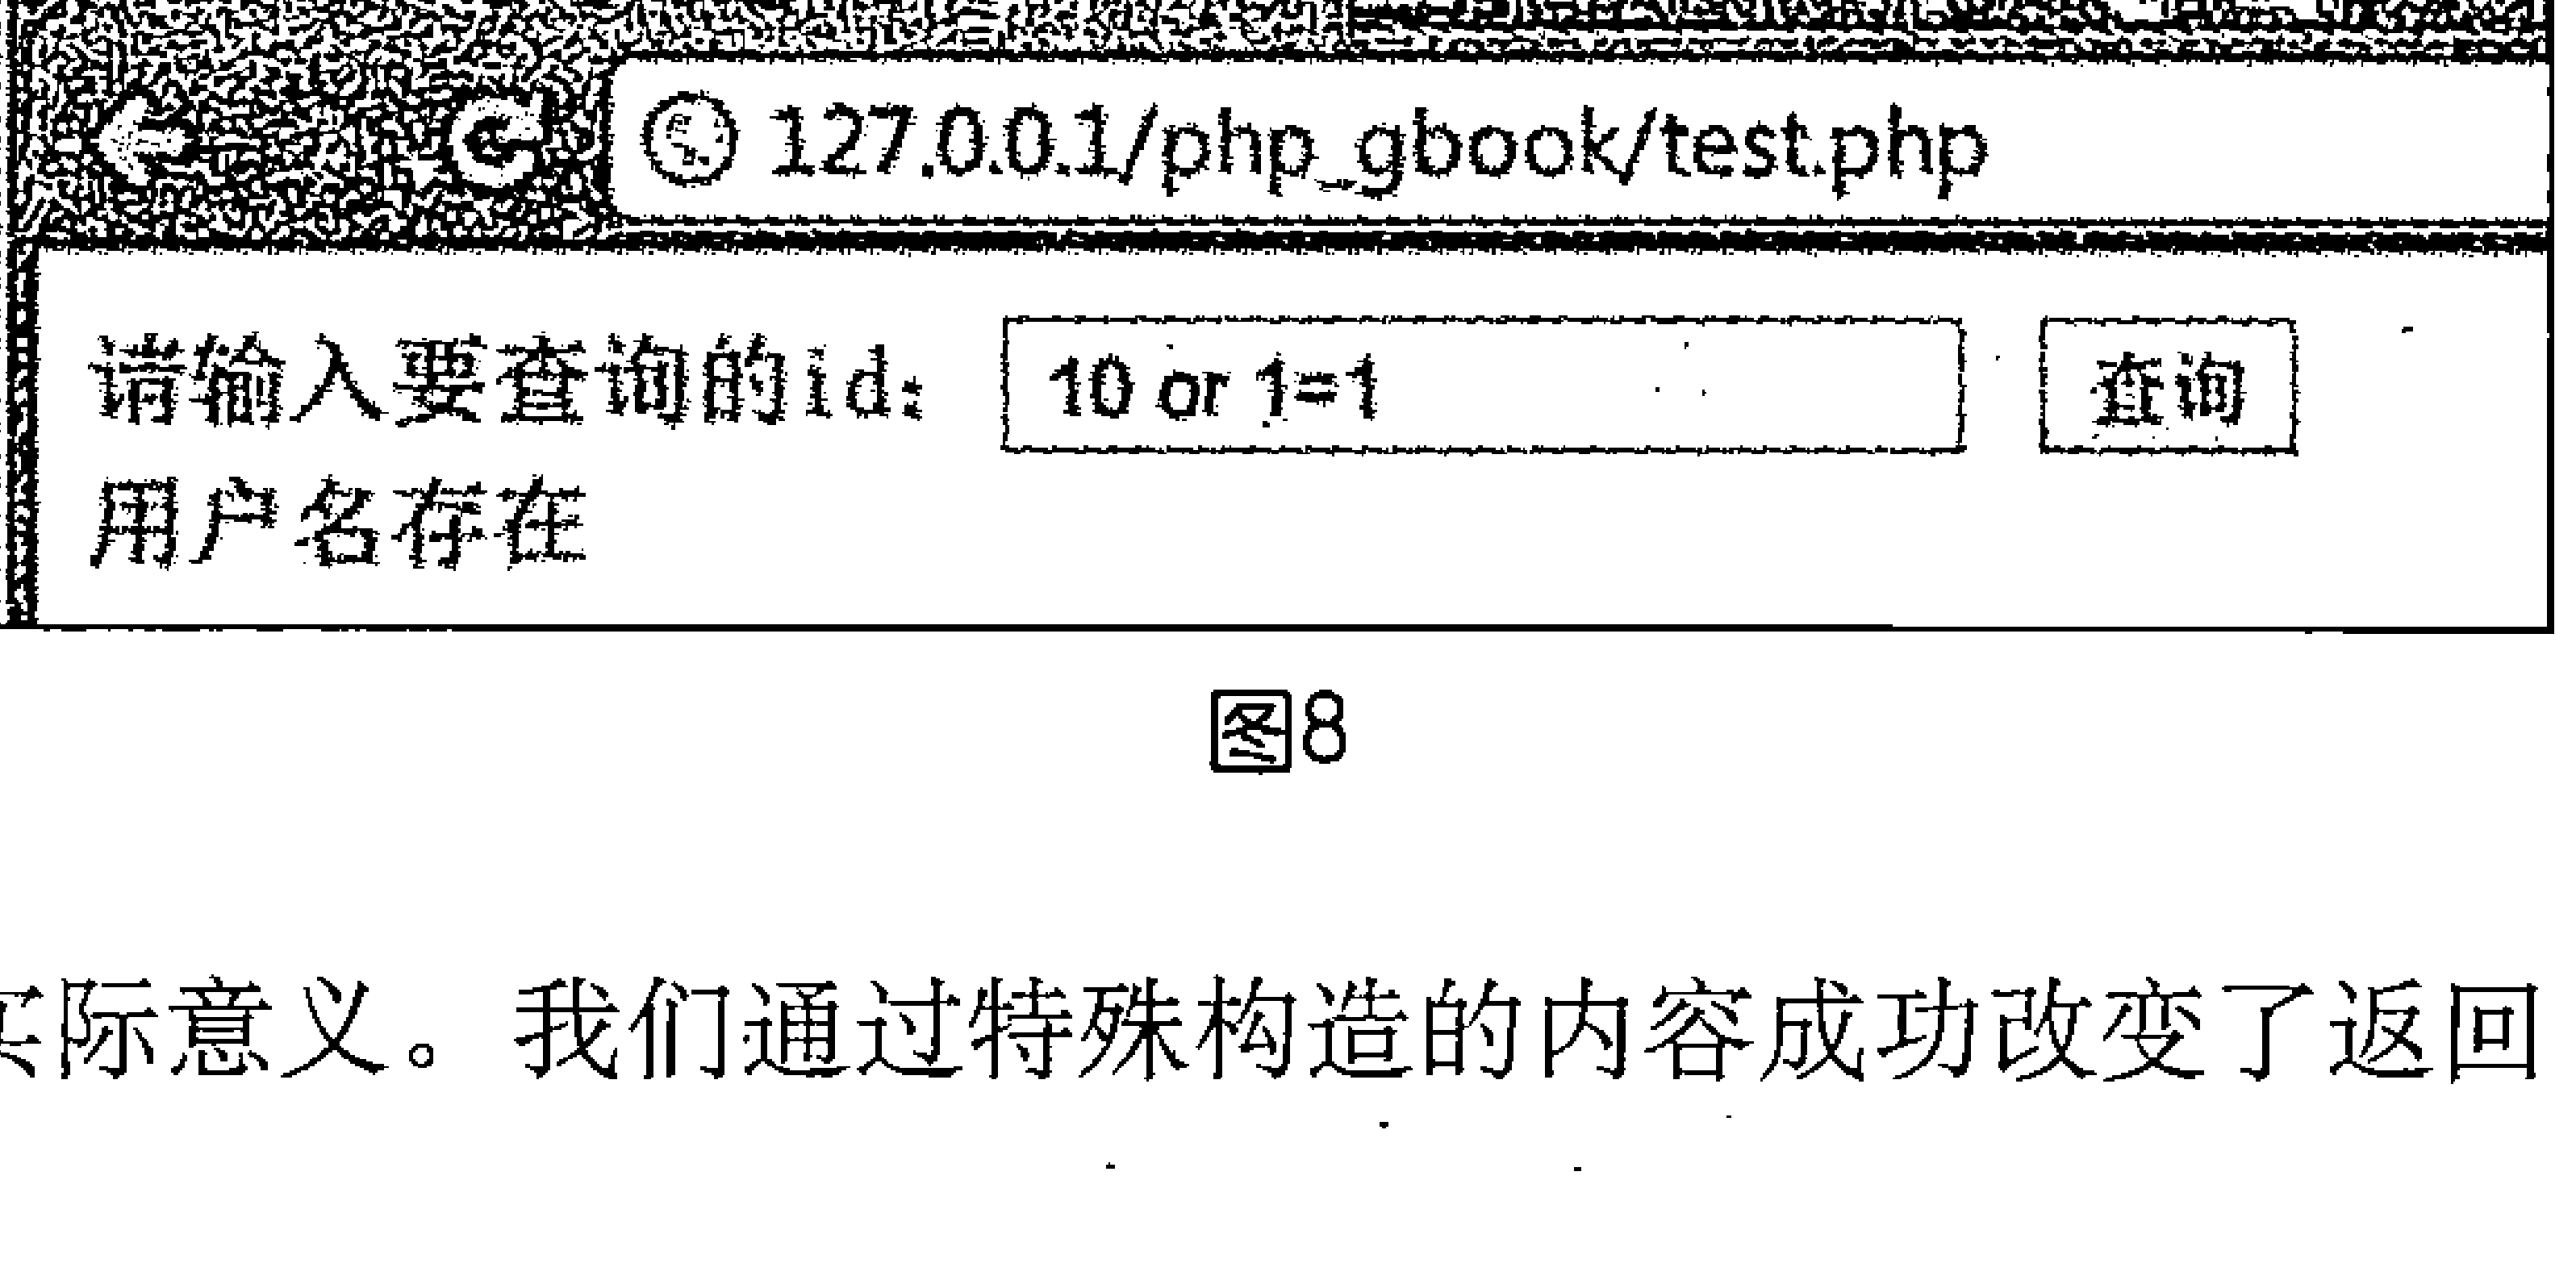 127.0.0.1/php_gbook/test.php
请输入要查询的id: 10 or 1=1 查询
用户名存在
图8
实际意义。我们通过特殊构造的内容成功改变了返回